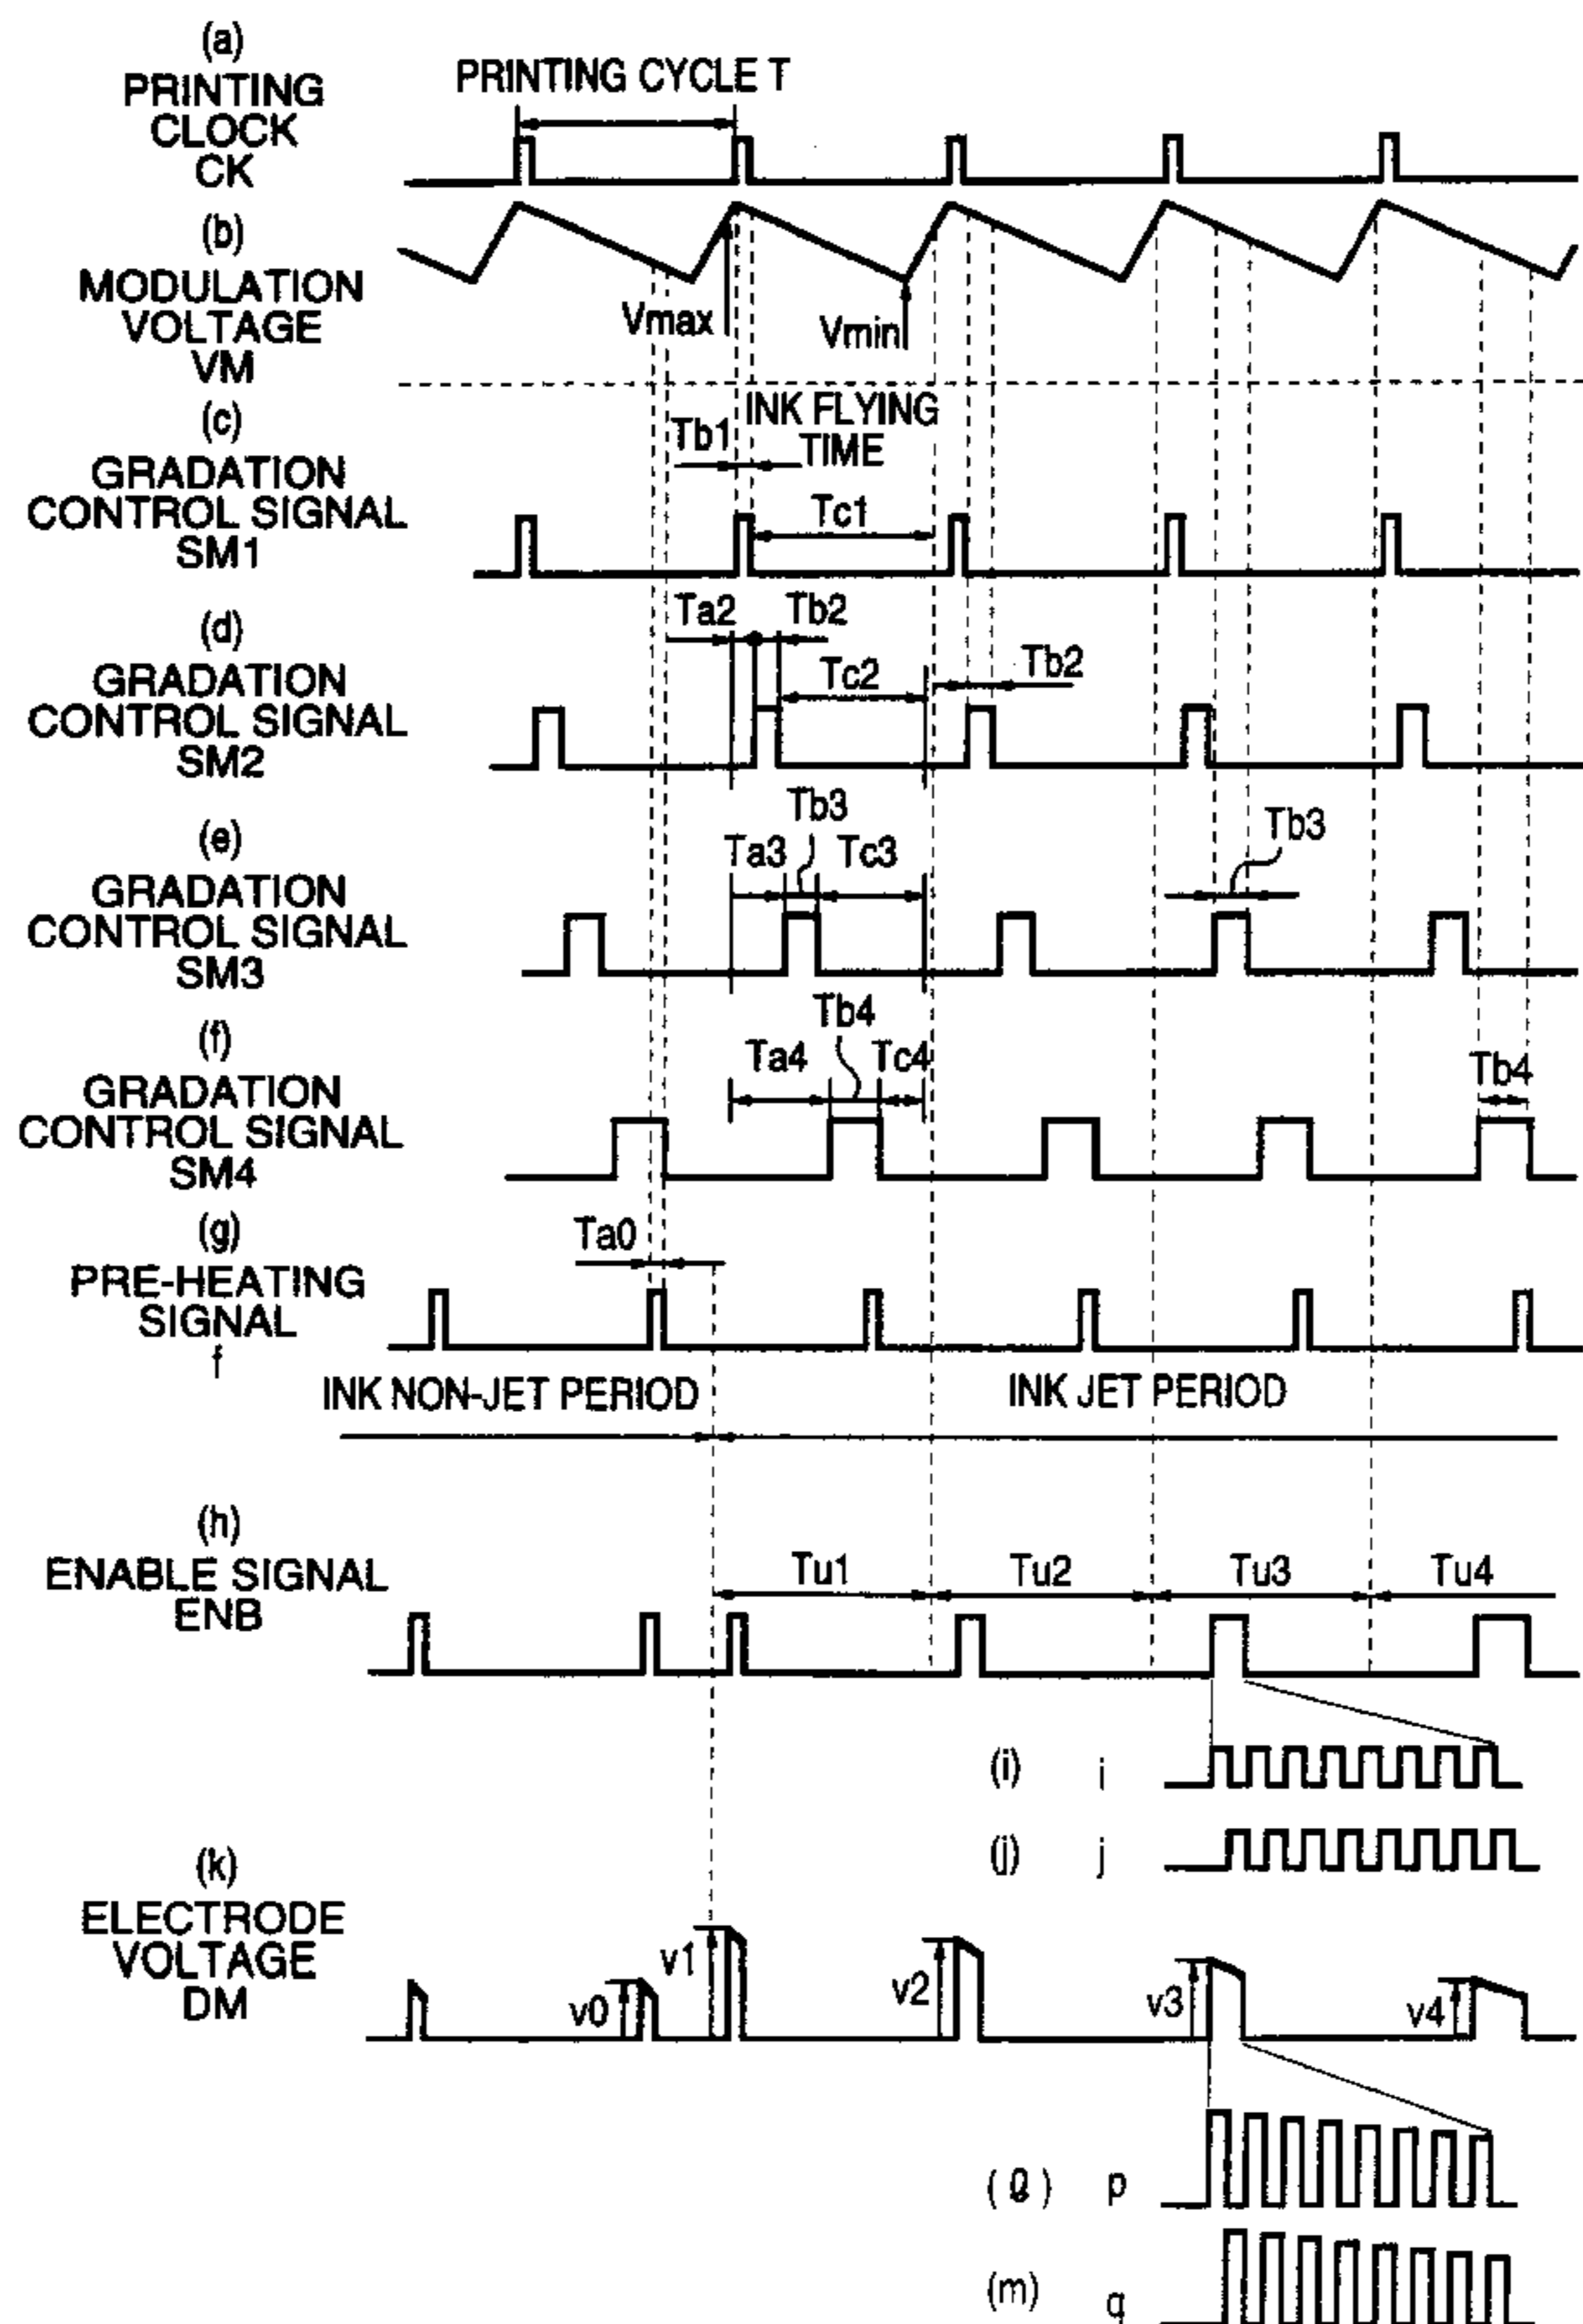 (a)
PRINTING
CLOCK
CK
PRINTING CYCLE T
(b)
MODULATION
VOLTAGE
VM
Vmax
Vmin
(c)
GRADATION
CONTROL SIGNAL
SM1
Tb1
INK FLYING
TIME
Tc1
(d)
GRADATION
CONTROL SIGNAL
SM2
Ta2
Tb2
Tc2
Tb2
(e)
GRADATION
CONTROL SIGNAL
SM3
Tb3
Ta3
Tc3
Tb3
(f)
GRADATION
CONTROL SIGNAL
SM4
Tb4
Ta4
Tc4
Tb4
(g)
PRE-HEATING
SIGNAL
f
Ta0
INK NON-JET PERIOD
INK JET PERIOD
(h)
ENABLE SIGNAL
ENB
Tu1
Tu2
Tu3
Tu4
(i) i
(j) j
(k)
ELECTRODE
VOLTAGE
DM
v0
v1
v2
v3
v4
(ℓ) p
(m) q